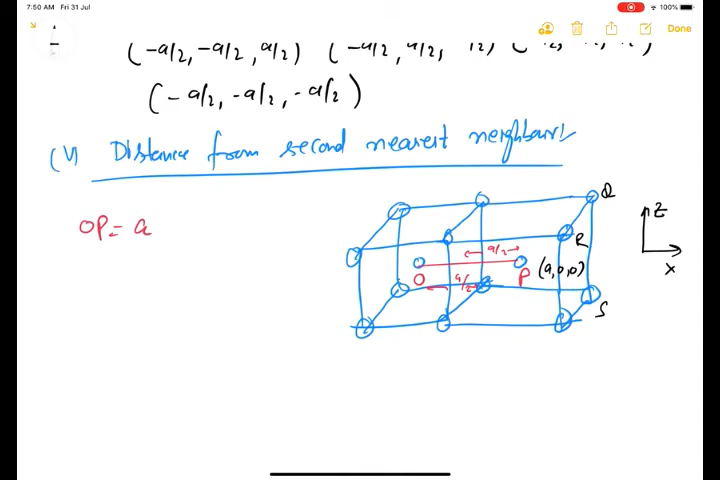 7:50 AM Fri 31 Jul
100%
Done
(-a/2, -a/2, a/2) (-a/2, a/2,
(-a/2, -a/2, -a/2)
(v) Distance from second nearest neighbours
OP = a
Q
R
Z
X
a/2
O
a/2
P
(a,0,0)
S